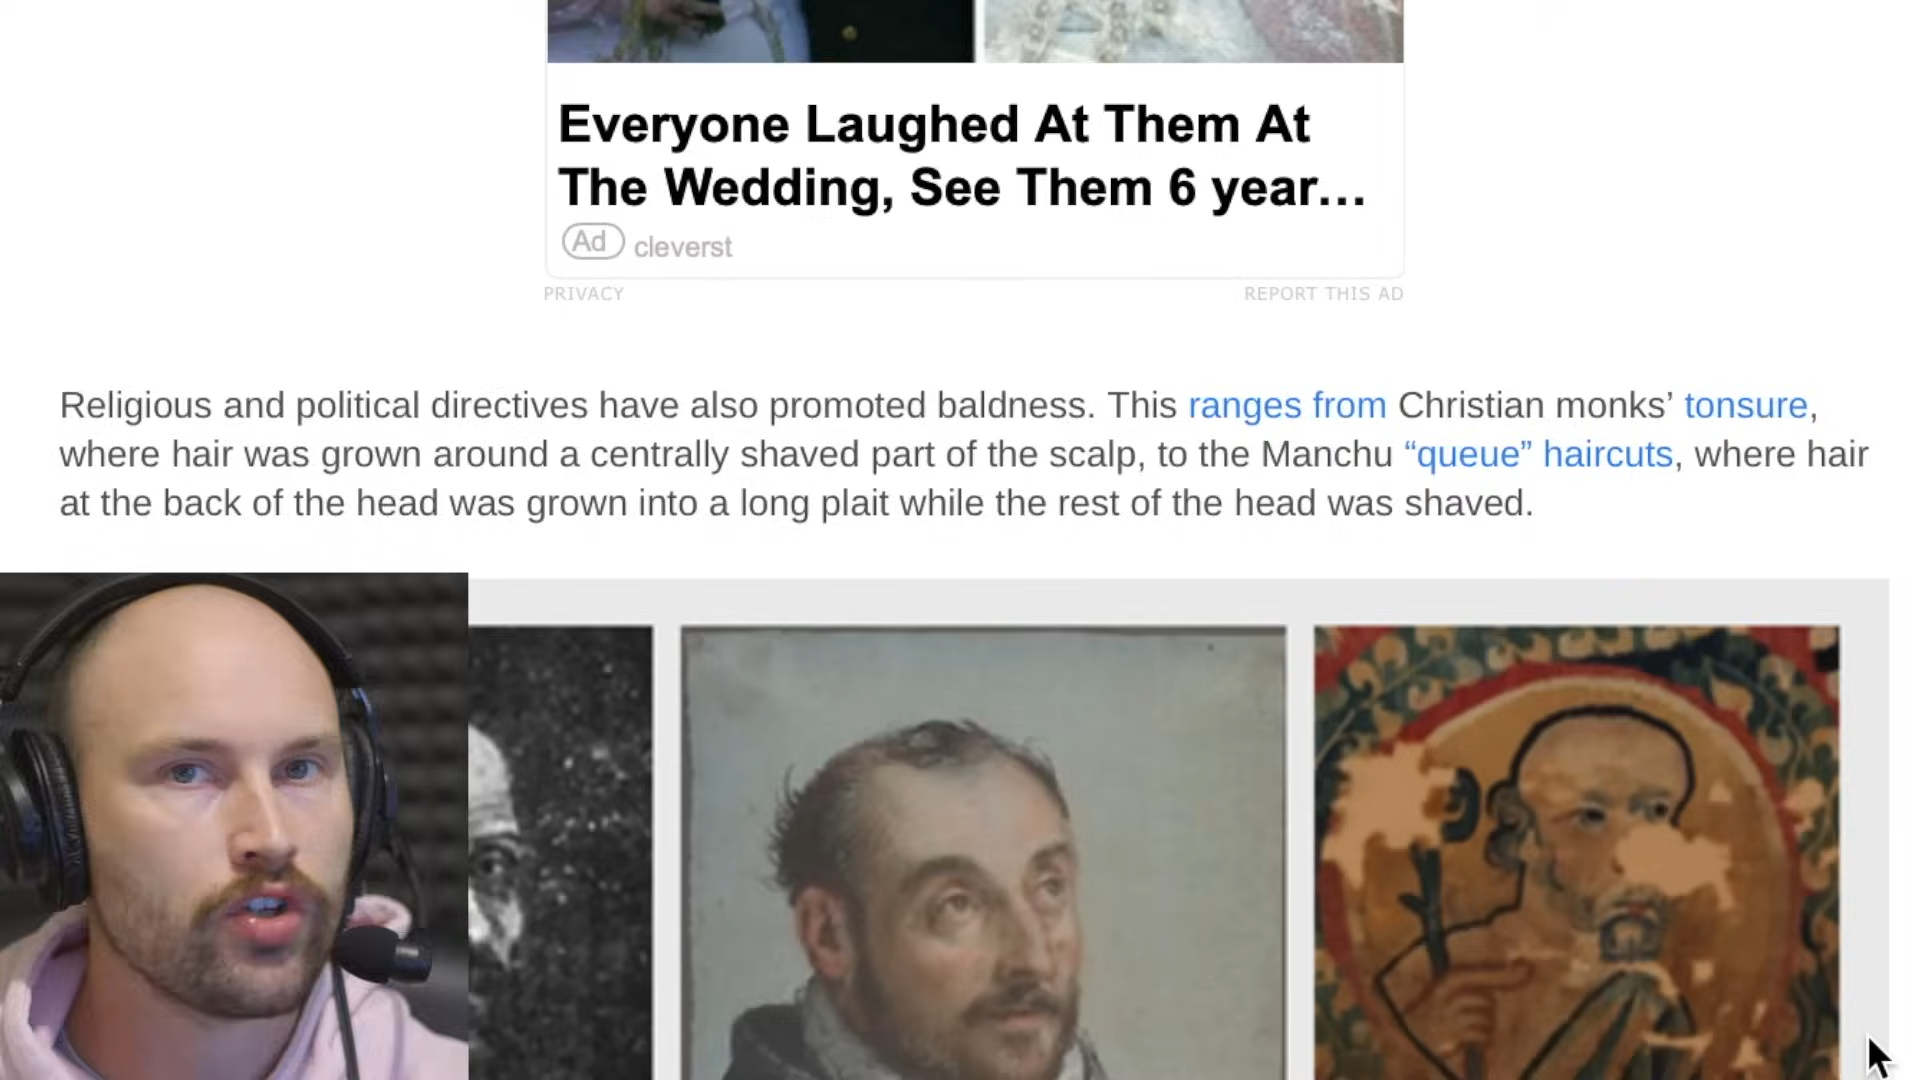 Everyone Laughed At Them At
The Wedding, See Them 6 year...
Ad cleverst
PRIVACY
REPORT THIS AD
Religious and political directives have also promoted baldness. This ranges from Christian monks’ tonsure,
where hair was grown around a centrally shaved part of the scalp, to the Manchu “queue” haircuts, where hair
at the back of the head was grown into a long plait while the rest of the head was shaved.